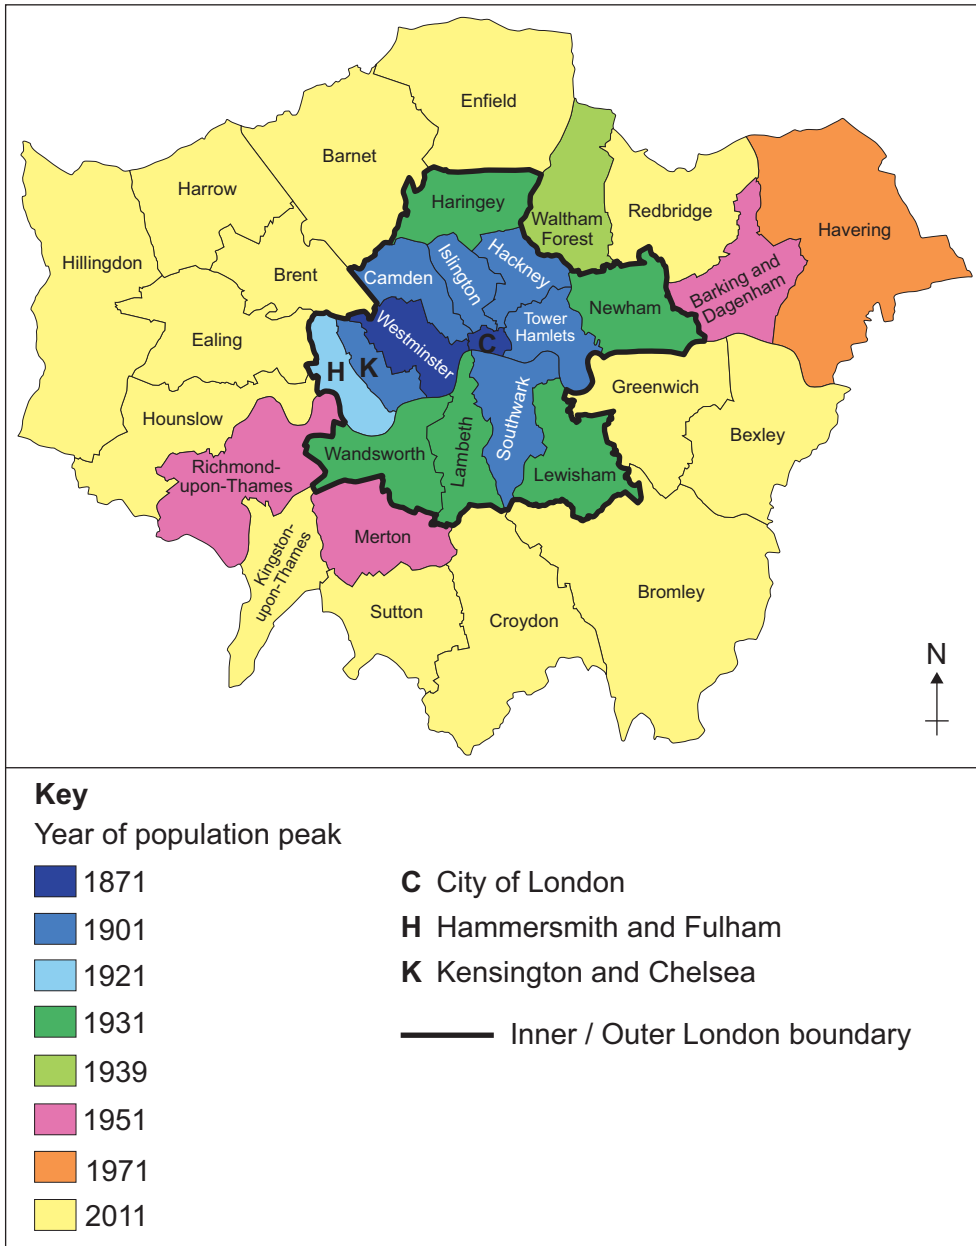 Enfield
Barnet
Harrow
Haringey
Waltham
Forest
Redbridge
Havering
Hillingdon
Brent
Camden
Islington
Hackney
Barking and
Dagenham
Newham
Ealing
Westminster
C
Tower
Hamlets
H
K
Greenwich
Hounslow
Bexley
Southwark
Wandsworth
Lambeth
Lewisham
Richmond-
upon-Thames
Merton
Kingston-
upon-Thames
Sutton
Croydon
Bromley
N
Key
Year of population peak
1871
C City of London
1901
H Hammersmith and Fulham
1921
K Kensington and Chelsea
1931
Inner / Outer London boundary
1939
1951
1971
2011